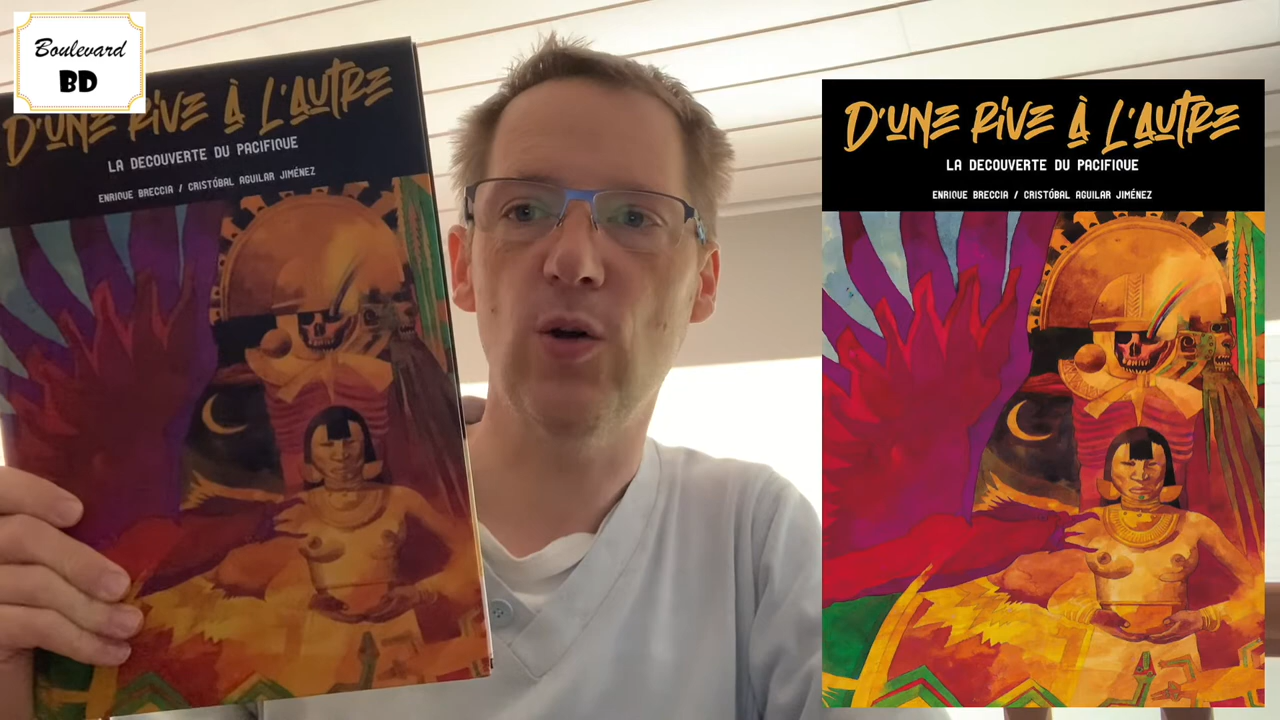 Boulevard
BD
D'UNE RIVE À L'AUTRE
LA DECOUVERTE DU PACIFIQUE
ENRIQUE BRECCIA / CRISTÓBAL AGUILAR JIMÉNEZ
D'UNE RIVE À L'AUTRE
LA DECOUVERTE DU PACIFIQUE
ENRIQUE BRECCIA / CRISTÓBAL AGUILAR JIMÉNEZ